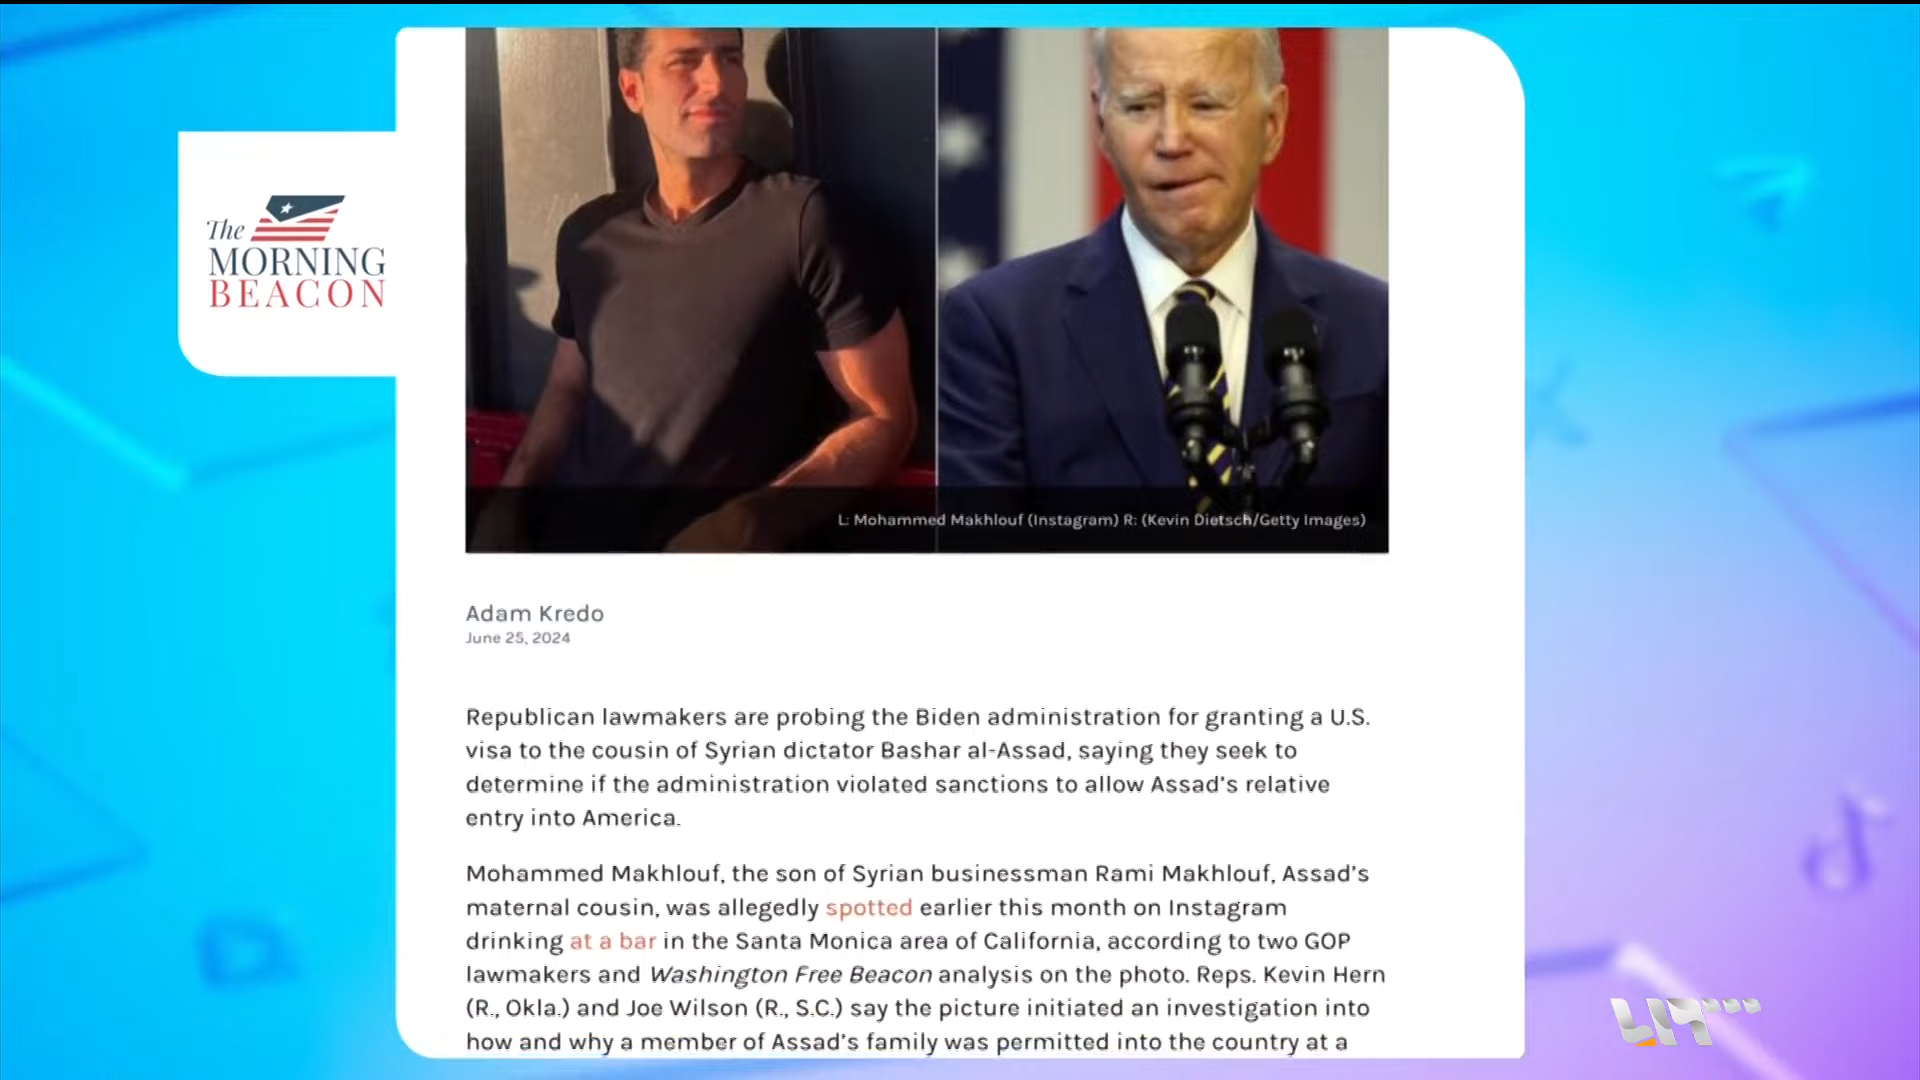 The
MORNING
BEACON
L: Mohammed Makhlouf (Instagram) R: (Kevin Dietsch/Getty Images)
Adam Kredo
June 25, 2024
Republican lawmakers are probing the Biden administration for granting a U.S.
visa to the cousin of Syrian dictator Bashar al-Assad, saying they seek to
determine if the administration violated sanctions to allow Assad's relative
entry into America.
Mohammed Makhlouf, the son of Syrian businessman Rami Makhlouf, Assad's
maternal cousin, was allegedly spotted earlier this month on Instagram
drinking at a bar in the Santa Monica area of California, according to two GOP
lawmakers and Washington Free Beacon analysis on the photo. Reps. Kevin Hern
(R., Okla.) and Joe Wilson (R., S.C.) say the picture initiated an investigation into
how and why a member of Assad's family was permitted into the country at a